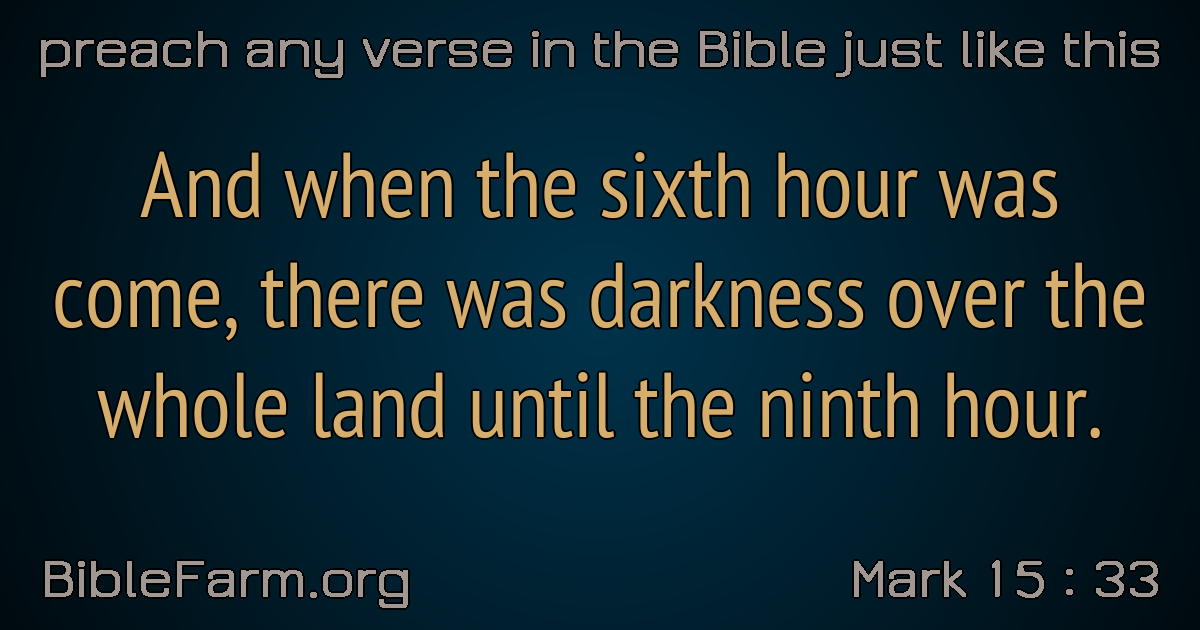 preach any verse in the Bible just like this
And when the sixth hour was
come, there was darkness over the
whole land until the ninth hour.
BibleFarm.org
Mark 15 : 33